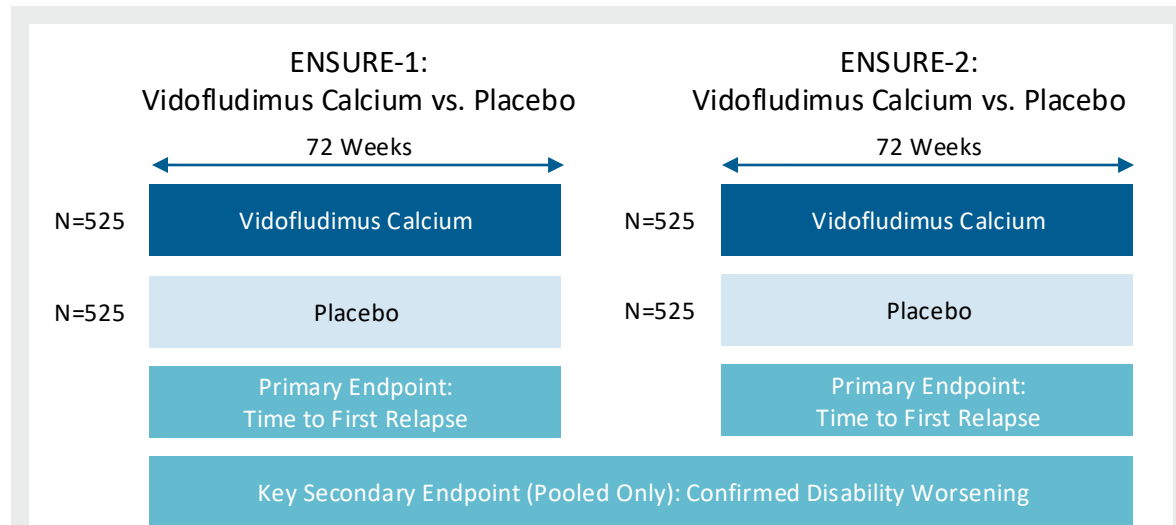 ENSURE-1:
Vidofludimus Calcium vs. Placebo
72 Weeks
N=525
Vidofludimus Calcium
N=525
Placebo
Primary Endpoint:
Time to First Relapse
ENSURE-2:
Vidofludimus Calcium vs. Placebo
72 Weeks
N=525
Vidofludimus Calcium
N=525
Placebo
Primary Endpoint:
Time to First Relapse
Key Secondary Endpoint (Pooled Only): Confirmed Disability Worsening